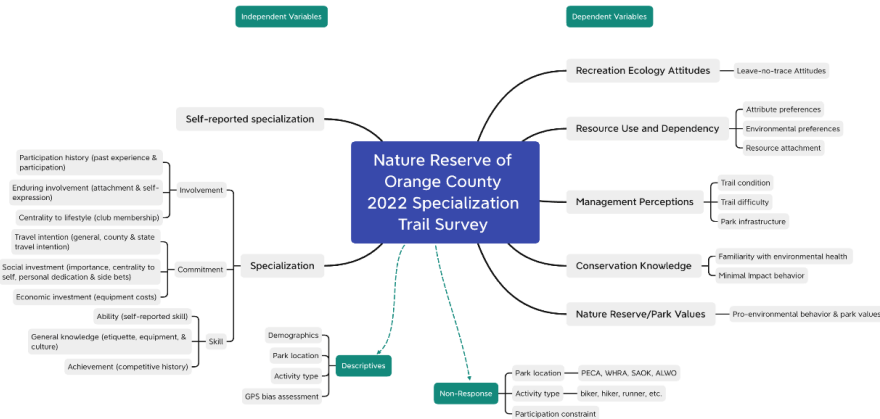 Independent Variables
Dependent Variables
Nature Reserve of
Orange County
2022 Specialization
Trail Survey
Self-reported specialization
Specialization
Involvement
Participation history (past experience &
participation)
Enduring involvement (attachment & self-
expression)
Centrality to lifestyle (club membership)
Commitment
Travel intention (general, county & state
travel intention)
Social investment (importance, centrality to
self, personal dedication & side bets)
Economic investment (equipment costs)
Skill
Ability (self-reported skill)
General knowledge (etiquette, equipment, &
culture)
Achievement (competitive history)
Recreation Ecology Attitudes
Leave-no-trace Attitudes
Resource Use and Dependency
Attribute preferences
Environmental preferences
Resource attachment
Management Perceptions
Trail condition
Trail difficulty
Park infrastructure
Conservation Knowledge
Familiarity with environmental health
Minimal Impact behavior
Nature Reserve/Park Values
Pro-environmental behavior & park values
Descriptives
Demographics
Park location
Activity type
GPS bias assessment
Non-Response
Park location
PECA, WHRA, SAOK, ALWO
Activity type
biker, hiker, runner, etc.
Participation constraint